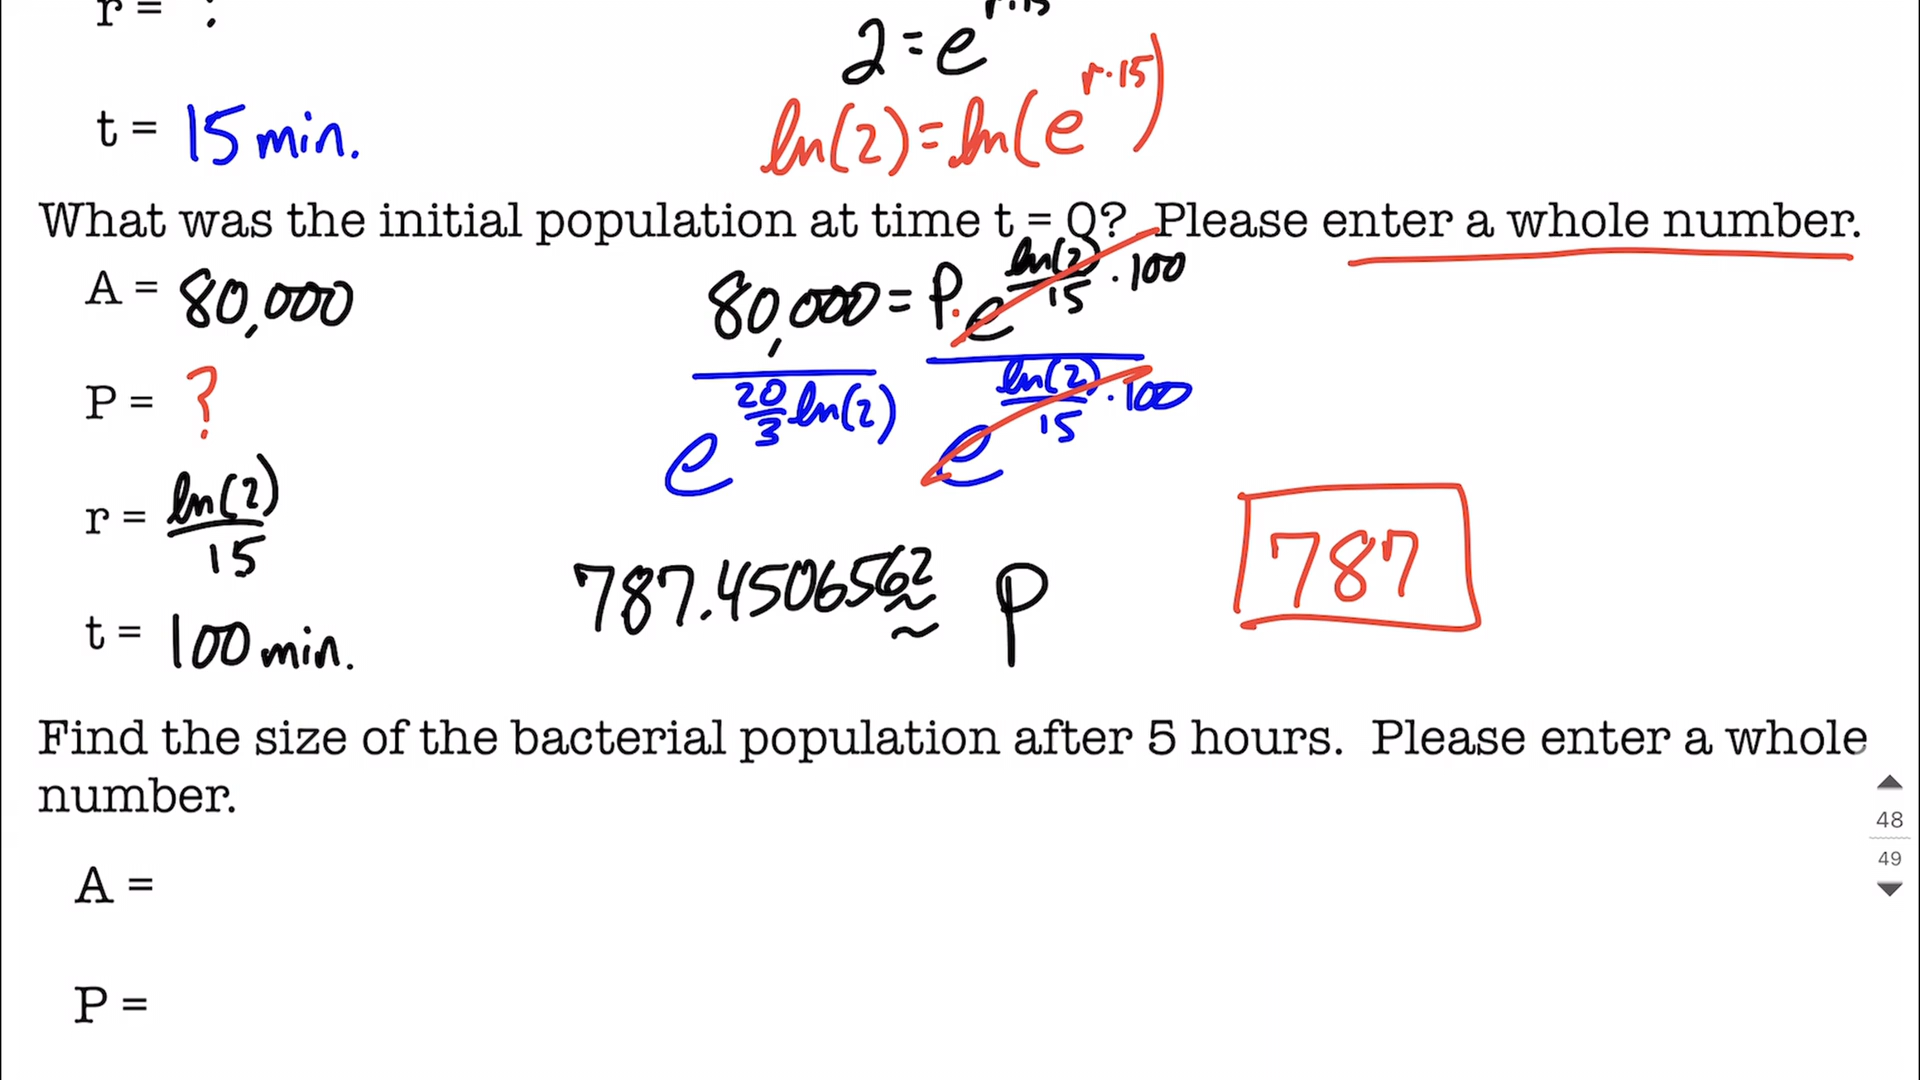 r = ?
2 = e^{r·15}
t = 15 min.
ln(2) = ln(e^{r·15})
What was the initial population at time t = 0? Please enter a whole number.
A = 80,000
80,000 = P · e^{ln(2)/15 · 100}
e^{20/3 ln(2)} e^{ln(2)/15 · 100}
P = ?
r = ln(2)/15
787.4506562 ≈ P
787
t = 100 min.
Find the size of the bacterial population after 5 hours. Please enter a whole
number.
48
49
A =
P =